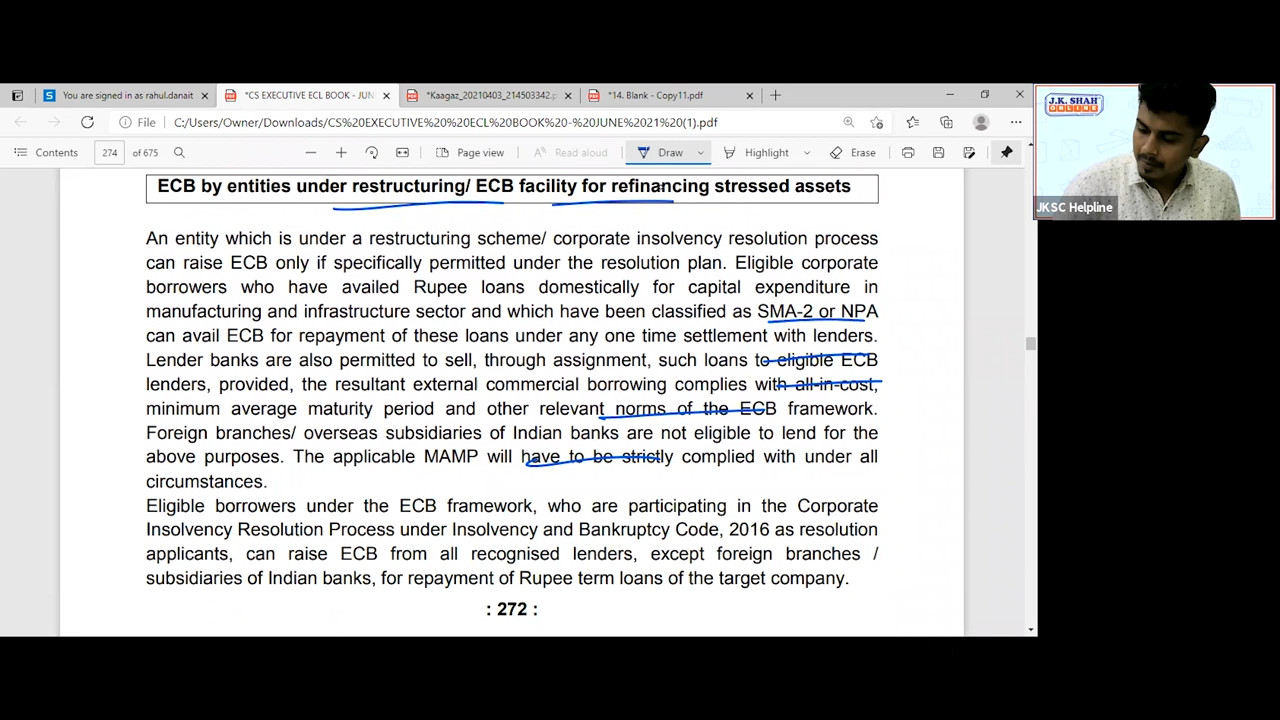 You are signed in as rahul.danait
*CS EXECUTIVE ECL BOOK - JUN
*Kaagaz_20210403_214503342.p
*14. Blank - Copy11.pdf
File
C:/Users/Owner/Downloads/CS%20EXECUTIVE%20%20ECL%20BOOK%20-%20JUNE%2021%20(1).pdf
Contents
274 of 675
Page view
Read aloud
Draw
Highlight
Erase
J.K. SHAH
ONLINE
JKSC Helpline
ECB by entities under restructuring/ ECB facility for refinancing stressed assets
An entity which is under a restructuring scheme/ corporate insolvency resolution process
can raise ECB only if specifically permitted under the resolution plan. Eligible corporate
borrowers who have availed Rupee loans domestically for capital expenditure in
manufacturing and infrastructure sector and which have been classified as SMA-2 or NPA
can avail ECB for repayment of these loans under any one time settlement with lenders.
Lender banks are also permitted to sell, through assignment, such loans to eligible ECB
lenders, provided, the resultant external commercial borrowing complies with all-in-cost,
minimum average maturity period and other relevant norms of the ECB framework.
Foreign branches/ overseas subsidiaries of Indian banks are not eligible to lend for the
above purposes. The applicable MAMP will have to be strictly complied with under all
circumstances.
Eligible borrowers under the ECB framework, who are participating in the Corporate
Insolvency Resolution Process under Insolvency and Bankruptcy Code, 2016 as resolution
applicants, can raise ECB from all recognised lenders, except foreign branches /
subsidiaries of Indian banks, for repayment of Rupee term loans of the target company.
: 272 :